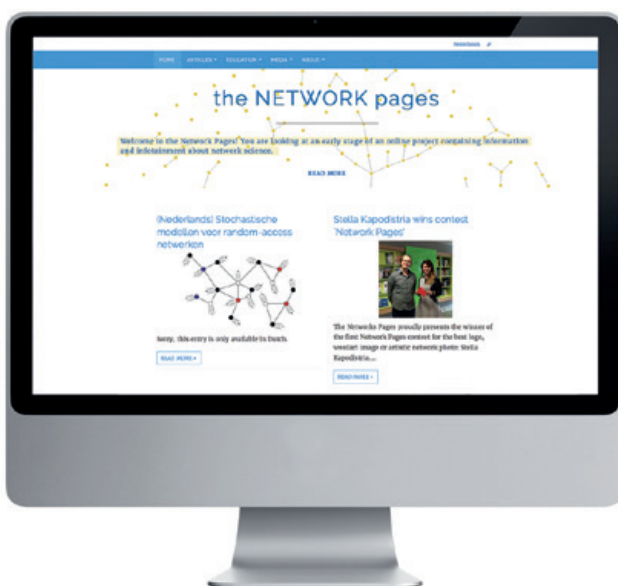 HOME ARTICLES EDUCATION MEDIA ABOUT
the NETWORK pages
Welcome to the Network Pages! You are looking at an early stage of an online project containing information
and infotainment about network science.
READ MORE
(Nederlands) Stochastische
modellen voor random-access
netwerken
Sorry, this entry is only available in Dutch.
READ MORE »
Stella Kapodistria wins contest
'Network Pages'
The Networks Pages proudly presents the winner of
the first Network Pages contest for the best logo,
image or artistic network photo: Stella
Kapodistria....
READ MORE »